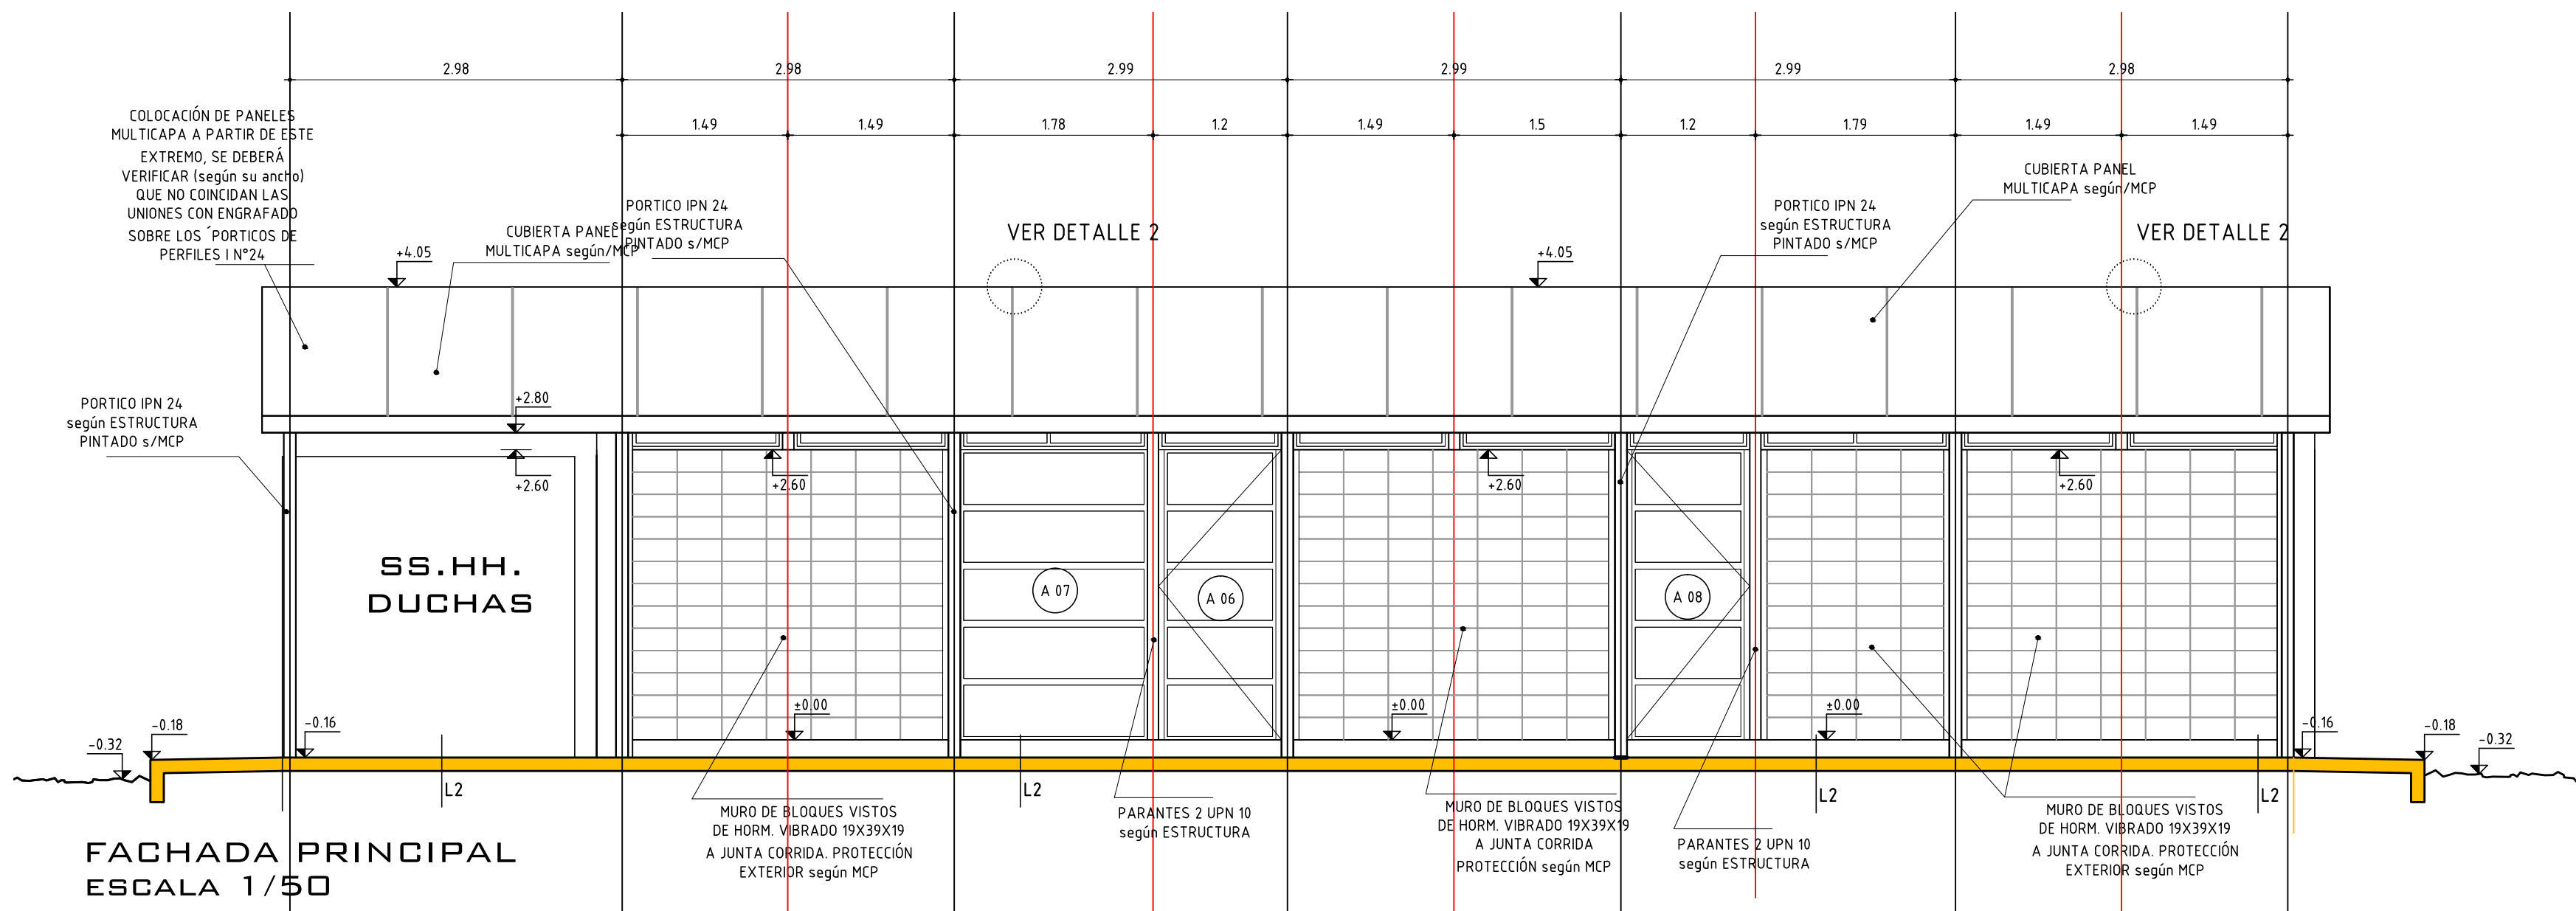 2.98
2.98
2.99
2.99
2.99
2.98
1.49
1.49
1.78
1.2
1.49
1.5
1.2
1.79
1.49
1.49
COLOCACIÓN DE PANELES
MULTICAPA A PARTIR DE ESTE
EXTREMO, SE DEBERÁ
VERIFICAR (según su ancho)
QUE NO COINCIDAN LAS
UNIONES CON ENGRAFADO
SOBRE LOS ´PORTICOS DE
PERFILES I N°24
+4.05
CUBIERTA PANEL
MULTICAPA según/MCP
PORTICO IPN 24
según ESTRUCTURA
PINTADO s/MCP
VER DETALLE 2
+4.05
PORTICO IPN 24
según ESTRUCTURA
PINTADO s/MCP
CUBIERTA PANEL
MULTICAPA según/MCP
VER DETALLE 2
PORTICO IPN 24
según ESTRUCTURA
PINTADO s/MCP
+2.80
+2.60
+2.60
+2.60
+2.60
SS.HH.
DUCHAS
A 07
A 06
A 08
-0.32
-0.18
-0.16
±0.00
±0.00
±0.00
-0.16
-0.18
-0.32
L2
L2
L2
L2
MURO DE BLOQUES VISTOS
DE HORM. VIBRADO 19X39X19
A JUNTA CORRIDA. PROTECCIÓN
EXTERIOR según MCP
PARANTES 2 UPN 10
según ESTRUCTURA
MURO DE BLOQUES VISTOS
DE HORM. VIBRADO 19X39X19
A JUNTA CORRIDA
PROTECCIÓN según MCP
PARANTES 2 UPN 10
según ESTRUCTURA
MURO DE BLOQUES VISTOS
DE HORM. VIBRADO 19X39X19
A JUNTA CORRIDA. PROTECCIÓN
EXTERIOR según MCP
FACHADA PRINCIPAL
ESCALA 1/50